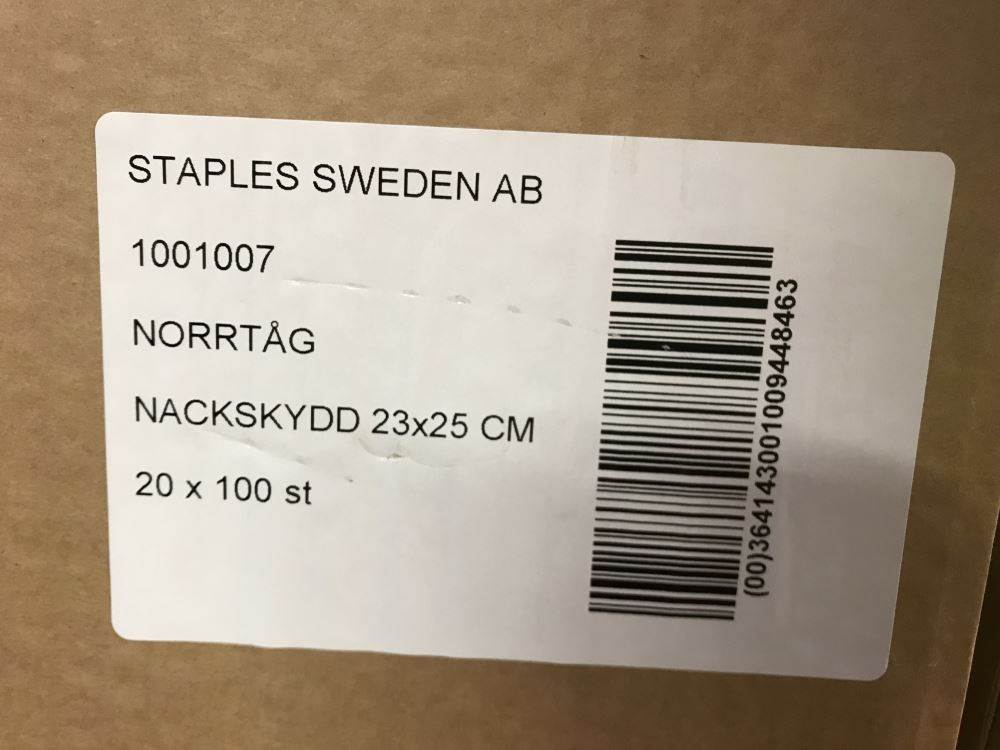 STAPLES SWEDEN AB
1001007
NORRTÅG
NACKSKYDD 23x25 CM
20 x 100 st
(00)364143001009448463